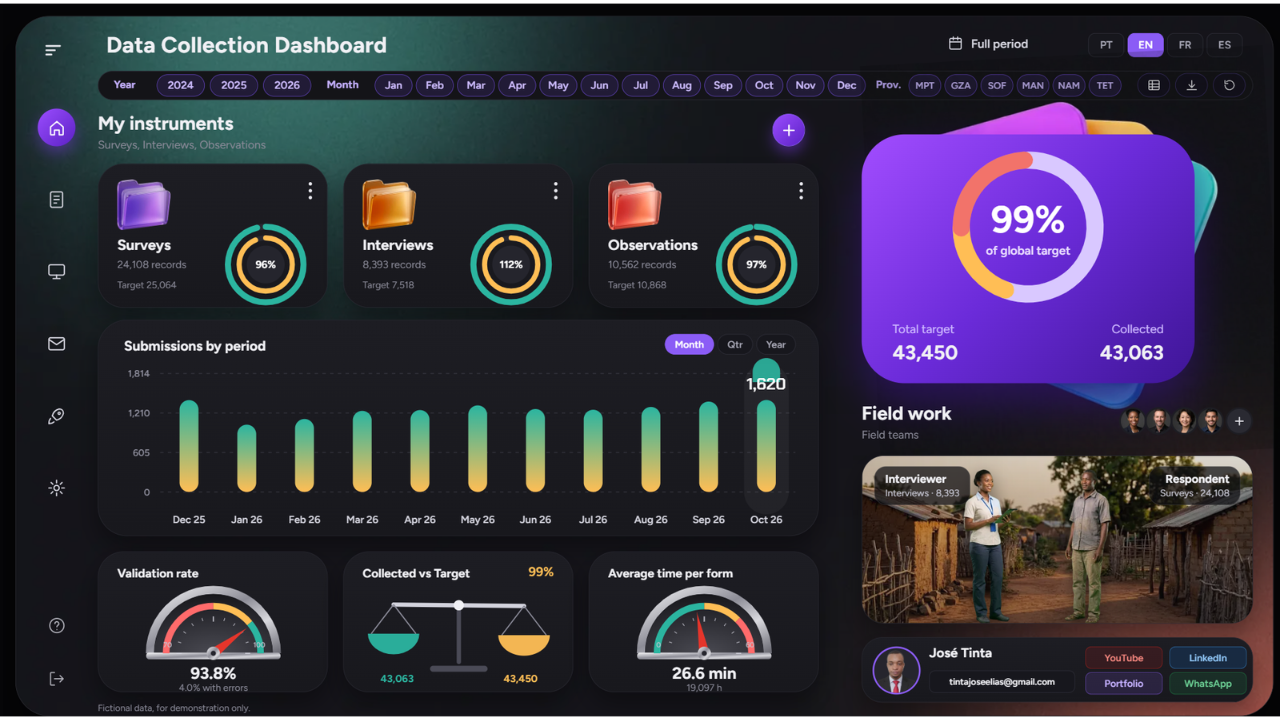 Data Collection Dashboard
Full period
PT EN FR ES
Year 2024 2025 2026 Month Jan Feb Mar Apr May Jun Jul Aug Sep Oct Nov Dec Prov. MPT GZA SOF MAN NAM TET
My instruments
Surveys, Interviews, Observations
Surveys
24,108 records
Target 25,064
96%
Interviews
8,393 records
Target 7,518
112%
Observations
10,562 records
Target 10,868
97%
99%
of global target
Total target
43,450
Collected
43,063
Submissions by period
Month Qtr Year
1,814
1,620
1,210
605
0
Dec 25 Jan 26 Feb 26 Mar 26 Apr 26 May 26 Jun 26 Jul 26 Aug 26 Sep 26 Oct 26
Field work
Field teams
Interviewer
Interviews · 8,393
Respondent
Surveys · 24,108
Validation rate
100
93.8%
4.0% with errors
Collected vs Target 99%
43,063 43,450
Average time per form
26.6 min
19,097 h
José Tinta
tintajoseelias@gmail.com
YouTube LinkedIn
Portfolio WhatsApp
Fictional data, for demonstration only.